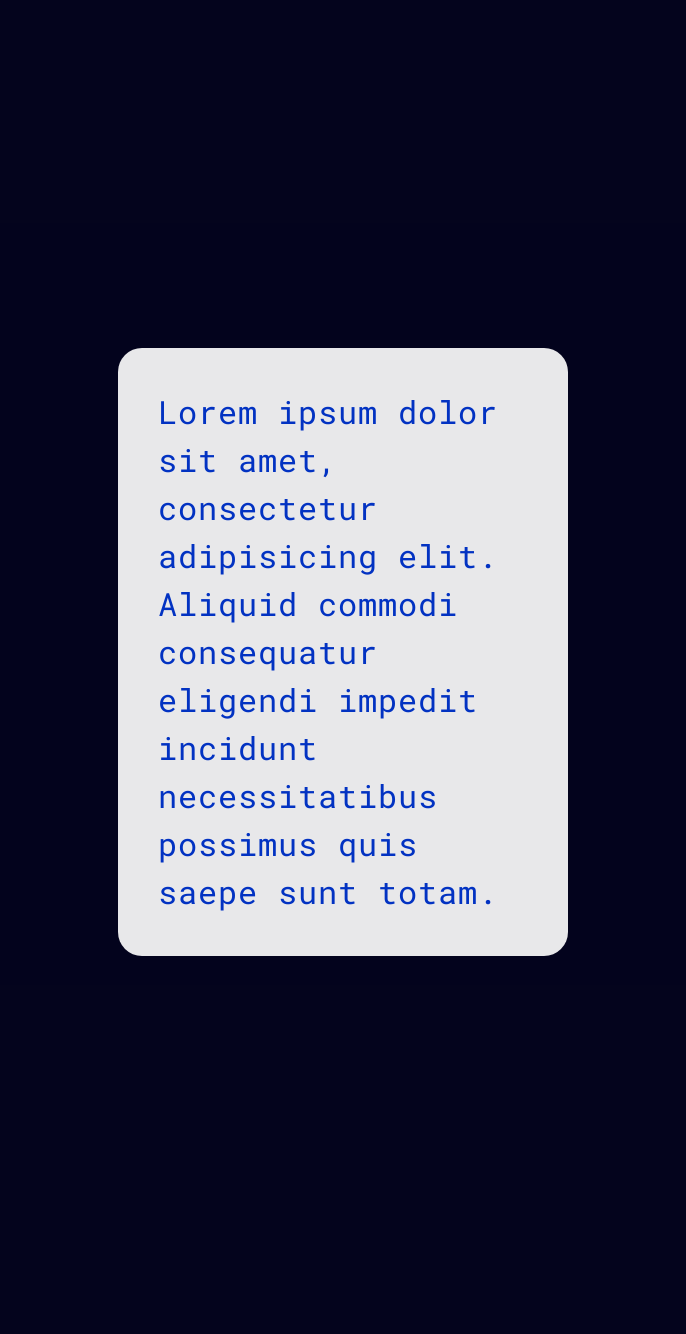 Lorem ipsum dolor
sit amet,
consectetur
adipisicing elit.
Aliquid commodi
consequatur
eligendi impedit
incidunt
necessitatibus
possimus quis
saepe sunt totam.